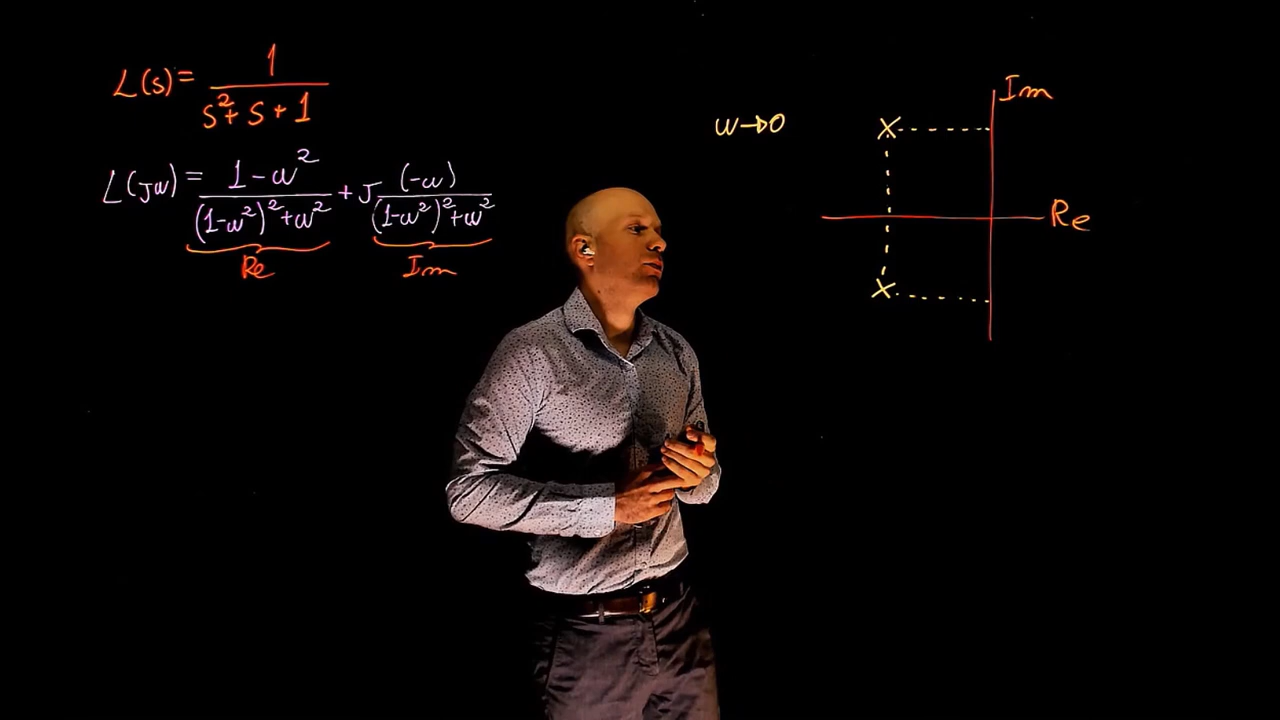 L(s) = 1 / (s² + s + 1)
L(jω) = (1-ω²) / ((1-ω²)²+ω²) + j (-ω) / ((1-ω²)²+ω²)
Re Im
ω→0
Im
x
Re
x